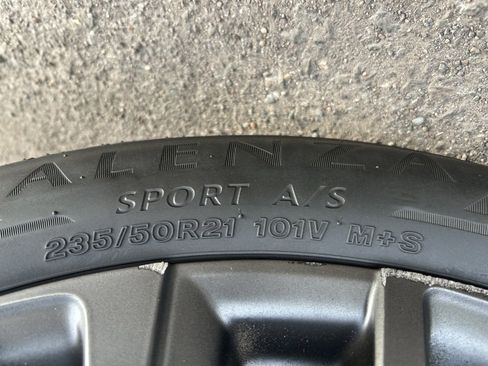 ALENZA
SPORT A/S
235/50R21 101V M+S